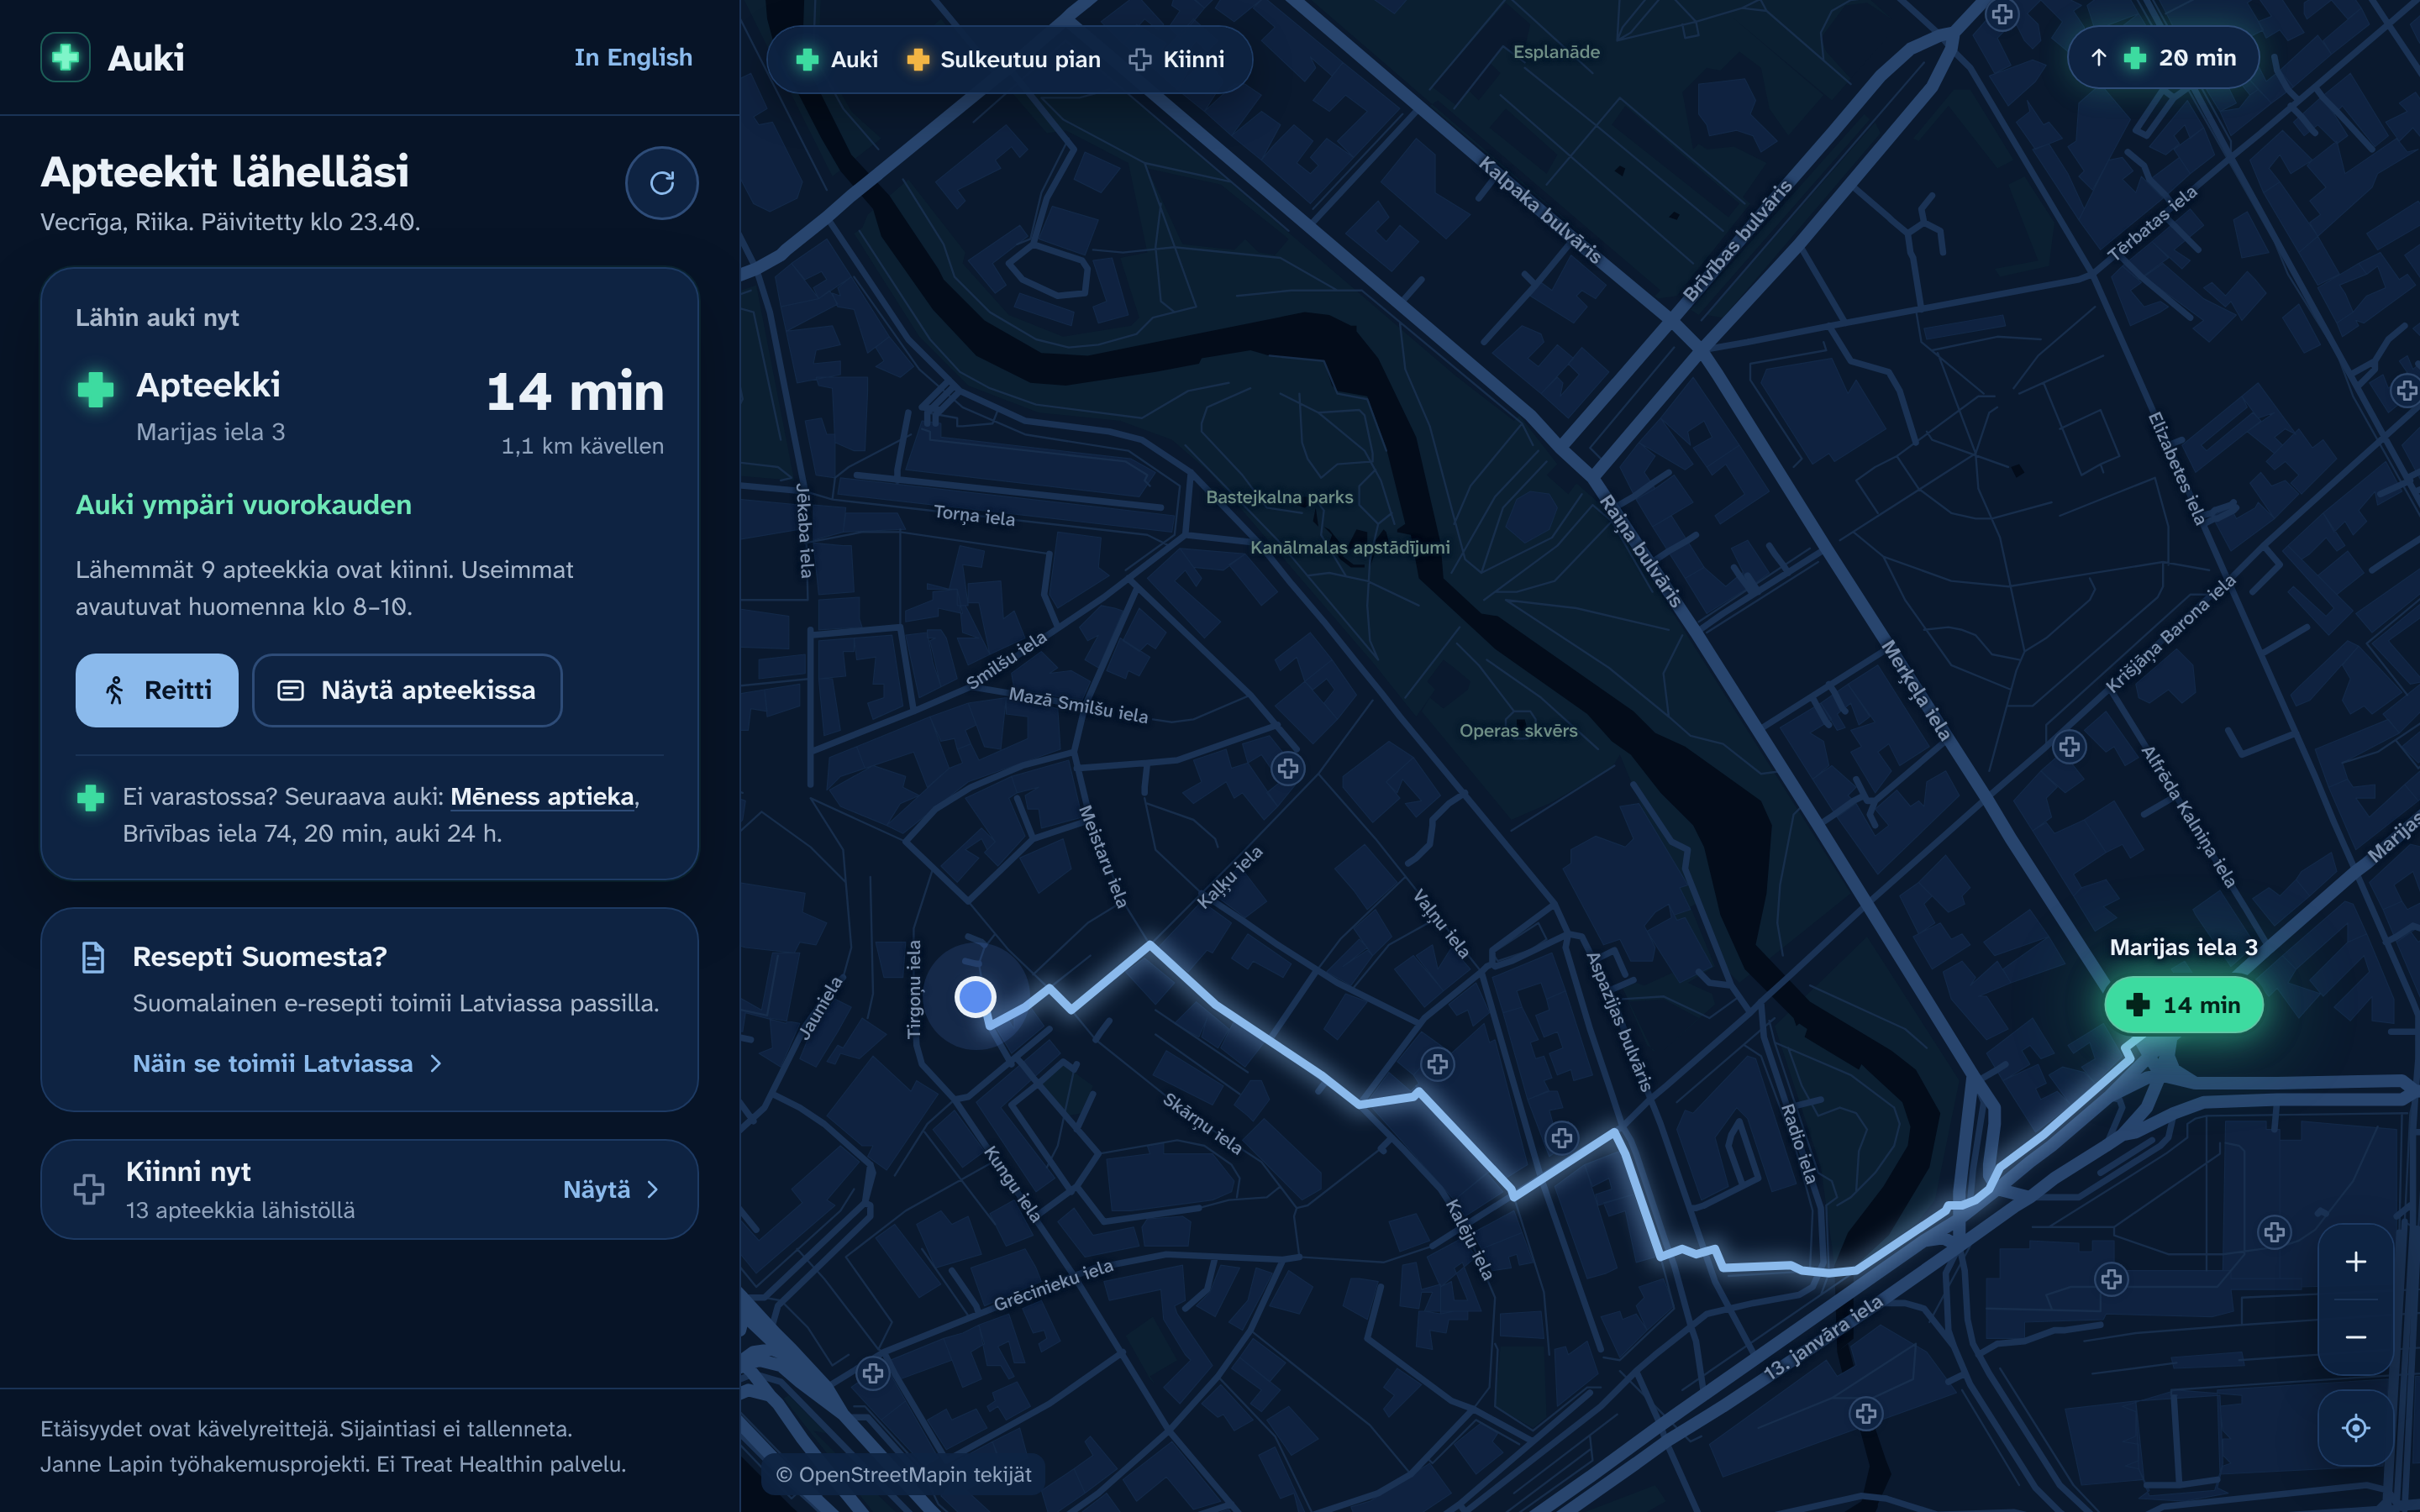 Auki
In English
Apteekit lähelläsi
Vecrīga, Riika. Päivitetty klo 23.40.
Lähin auki nyt
Apteekki
Marijas iela 3
14 min
1,1 km kävellen
Auki ympäri vuorokauden
Lähemmät 9 apteekkia ovat kiinni. Useimmat
avautuvat huomenna klo 8–10.
Reitti
Näytä apteekissa
Ei varastossa? Seuraava auki: Mēness aptieka,
Brīvības iela 74, 20 min, auki 24 h.
Resepti Suomesta?
Suomalainen e-resepti toimii Latviassa passilla.
Näin se toimii Latviassa
Kiinni nyt
13 apteekkia lähistöllä
Näytä
Etäisyydet ovat kävelyreittejä. Sijaintiasi ei tallenneta.
Janne Lapin työhakemusprojekti. Ei Treat Healthin palvelu.
Auki
Sulkeutuu pian
Kiinni
↑ 20 min
Esplanāde
Kalpaka bulvāris
Brīvības bulvāris
Tērbatas iela
Elizabetes iela
Jēkaba iela
Torņa iela
Bastejkalna parks
Kanālmalas apstādījumi
Raiņa bulvāris
Smilšu iela
Mazā Smilšu iela
Operas skvērs
Merķeļa iela
Krišjāņa Barona iela
Alfrēda Kalniņa iela
Marijas
Meistaru iela
Kaļķu iela
Vaļņu iela
Aspazijas bulvāris
Tirgoņu iela
Jauniela
Marijas iela 3
14 min
Skārņu iela
Kungu iela
Radio iela
Kalēju iela
Grēcinieku iela
13. janvāra iela
+
−
© OpenStreetMapin tekijät